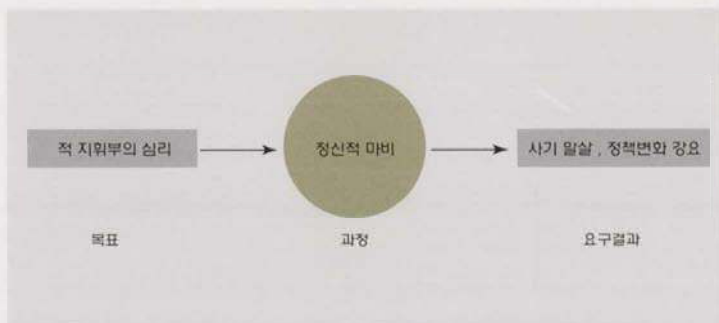 적 지휘부의 심리
정신적 마비
사기 말살 , 정책변화 강요
목표
과정
요구결과